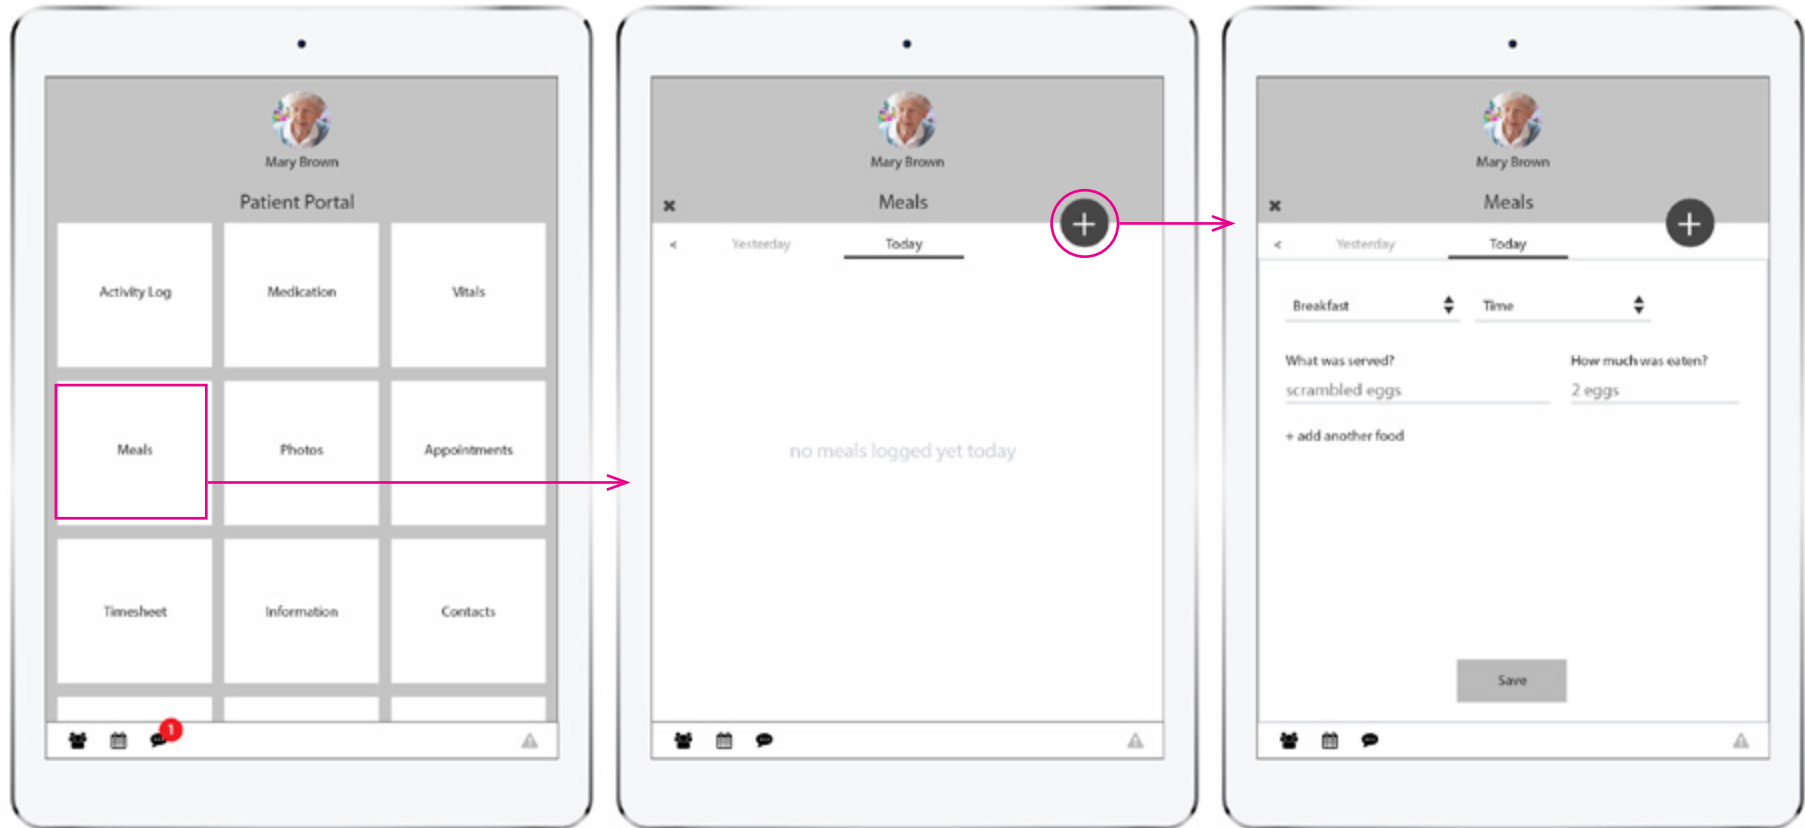 Mary Brown
Patient Portal
Activity Log
Medication
Vitals
Meals
Photos
Appointments
Timesheet
Information
Contacts
1
Mary Brown
Meals
Yesterday
Today
no meals logged yet today
Mary Brown
Meals
Yesterday
Today
Breakfast
Time
What was served?
How much was eaten?
scrambled eggs
2 eggs
+ add another food
Save